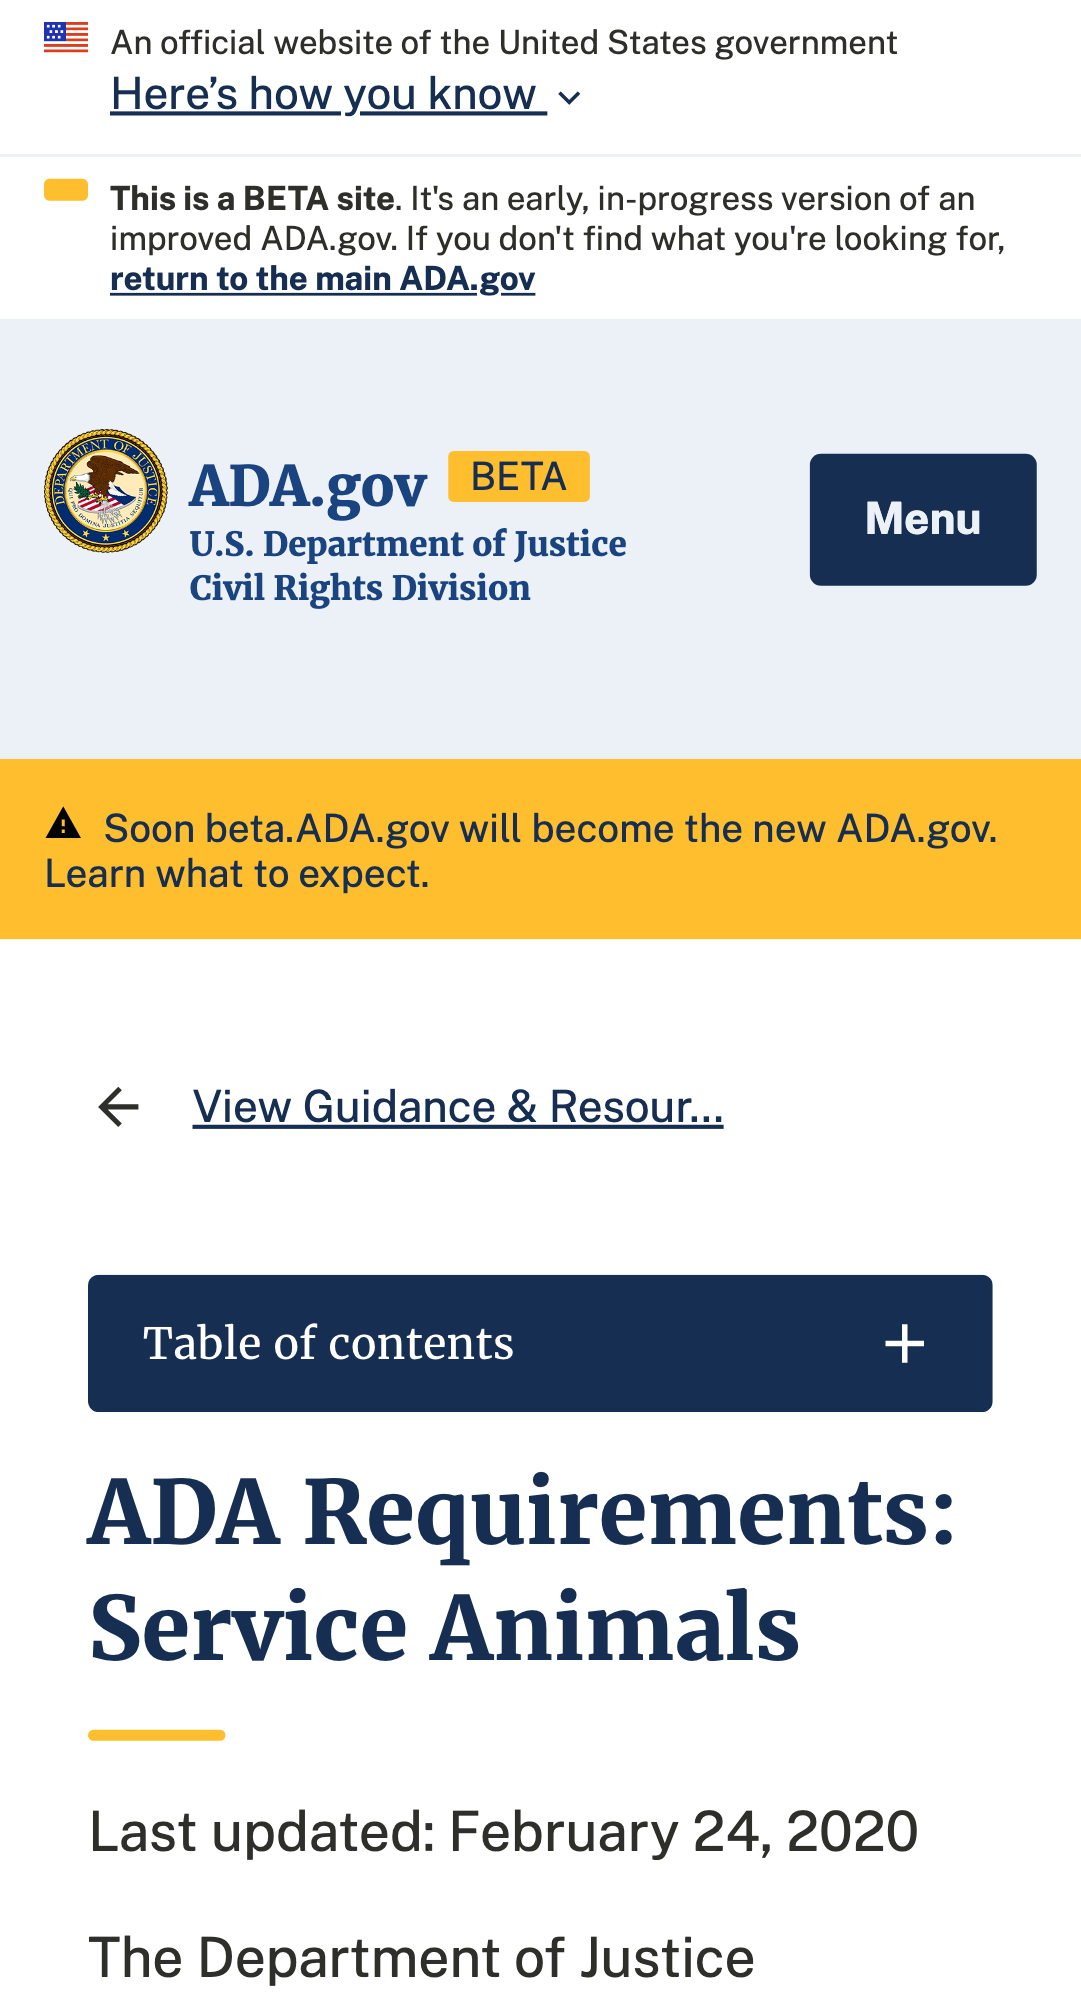 An official website of the United States government
Here’s how you know
This is a BETA site. It's an early, in-progress version of an
improved ADA.gov. If you don't find what you're looking for,
return to the main ADA.gov
DEPARTMENT OF JUSTICE
ADA.gov BETA
U.S. Department of Justice
Civil Rights Division
Menu
Soon beta.ADA.gov will become the new ADA.gov.
Learn what to expect.
View Guidance & Resour...
Table of contents
ADA Requirements:
Service Animals
Last updated: February 24, 2020
The Department of Justice